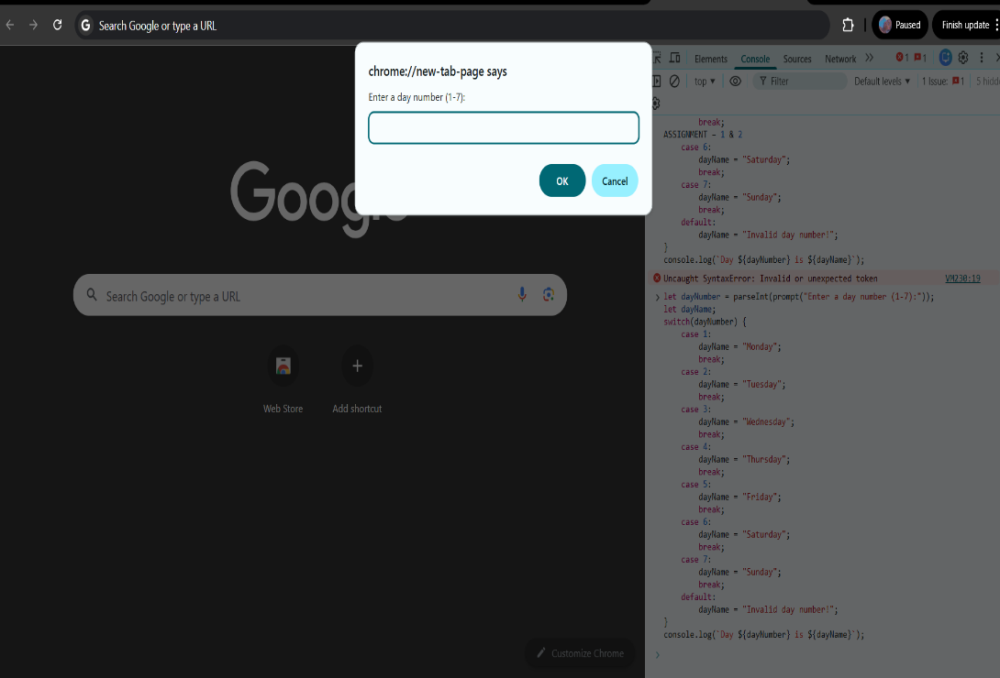 G Search Google or type a URL
Paused
Finish update
chrome://new-tab-page says
Enter a day number (1-7):
OK
Cancel
Google
Search Google or type a URL
Web Store
Add shortcut
Customize Chrome
Elements Console Sources Network 1 1
top Filter Default levels 1 Issue: 1 5 hidd
break;
ASSIGNMENT – 1 & 2
case 6:
dayName = "Saturday";
break;
case 7:
dayName = "Sunday";
break;
default:
dayName = "Invalid day number!";
}
console.log(`Day ${dayNumber} is ${dayName}`);
Uncaught SyntaxError: Invalid or unexpected token VM230:19
let dayNumber = parseInt(prompt("Enter a day number (1-7):"));
let dayName;
switch(dayNumber) {
case 1:
dayName = "Monday";
break;
case 2:
dayName = "Tuesday";
break;
case 3:
dayName = "Wednesday";
break;
case 4:
dayName = "Thursday";
break;
case 5:
dayName = "Friday";
break;
case 6:
dayName = "Saturday";
break;
case 7:
dayName = "Sunday";
break;
default:
dayName = "Invalid day number!";
}
console.log(`Day ${dayNumber} is ${dayName}`);